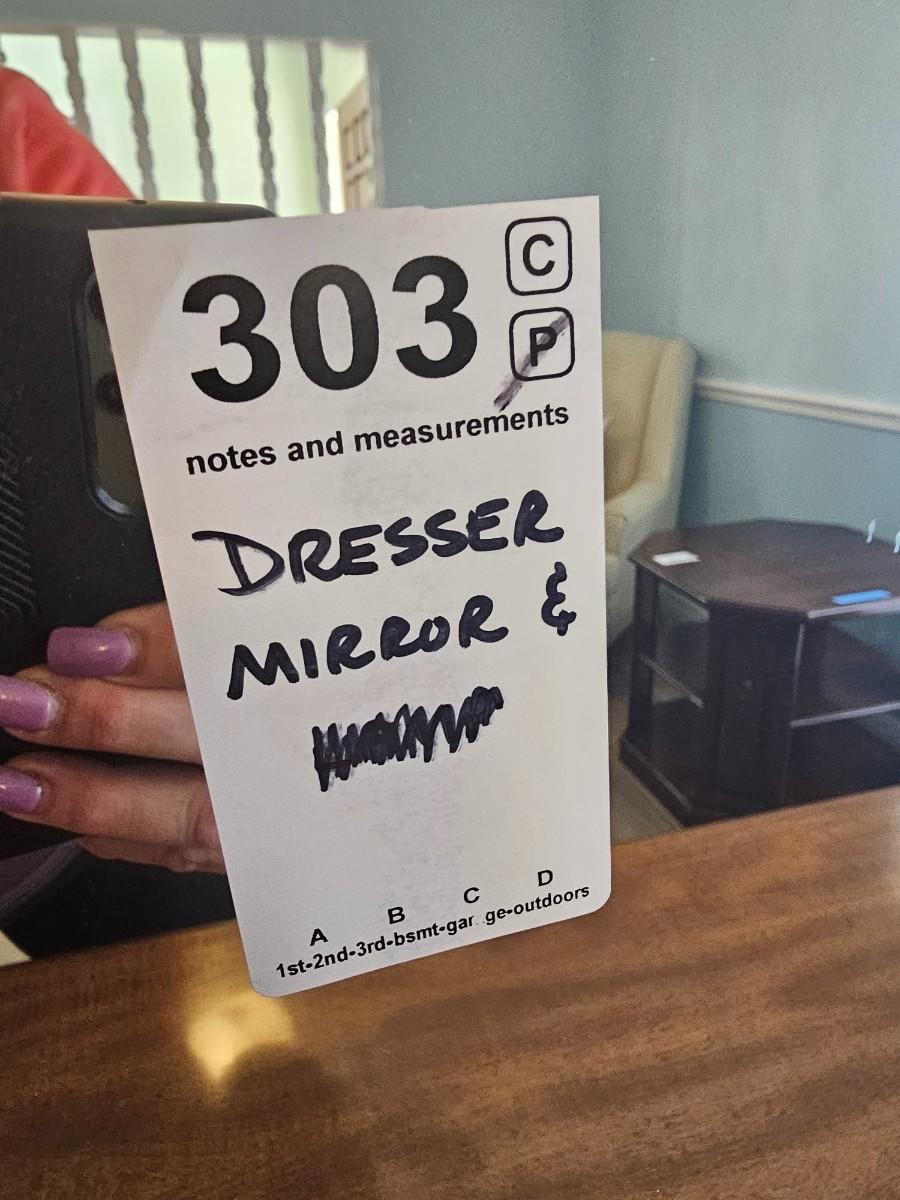 303
C
P
notes and measurements
DRESSER
MIRROR &
A B C D
1st-2nd-3rd-bsmt-gar ge-outdoors